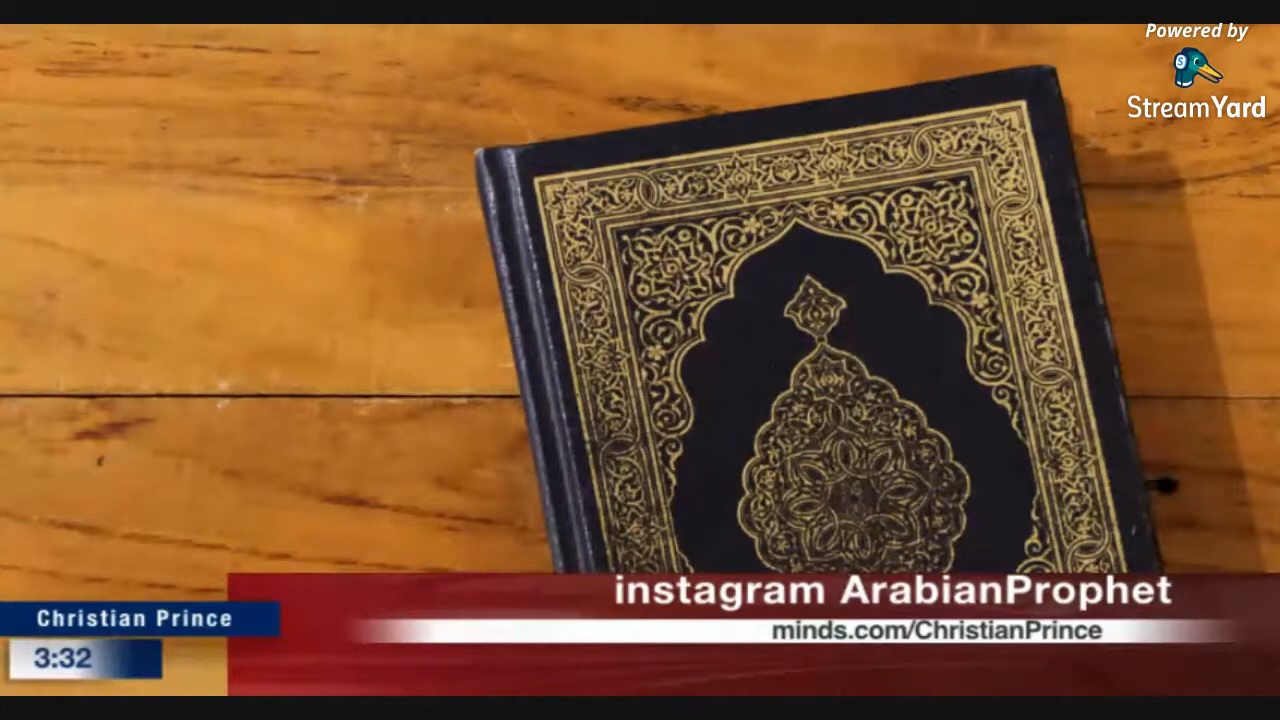 Powered by
StreamYard
instagram ArabianProphet
Christian Prince
minds.com/ChristianPrince
3:32